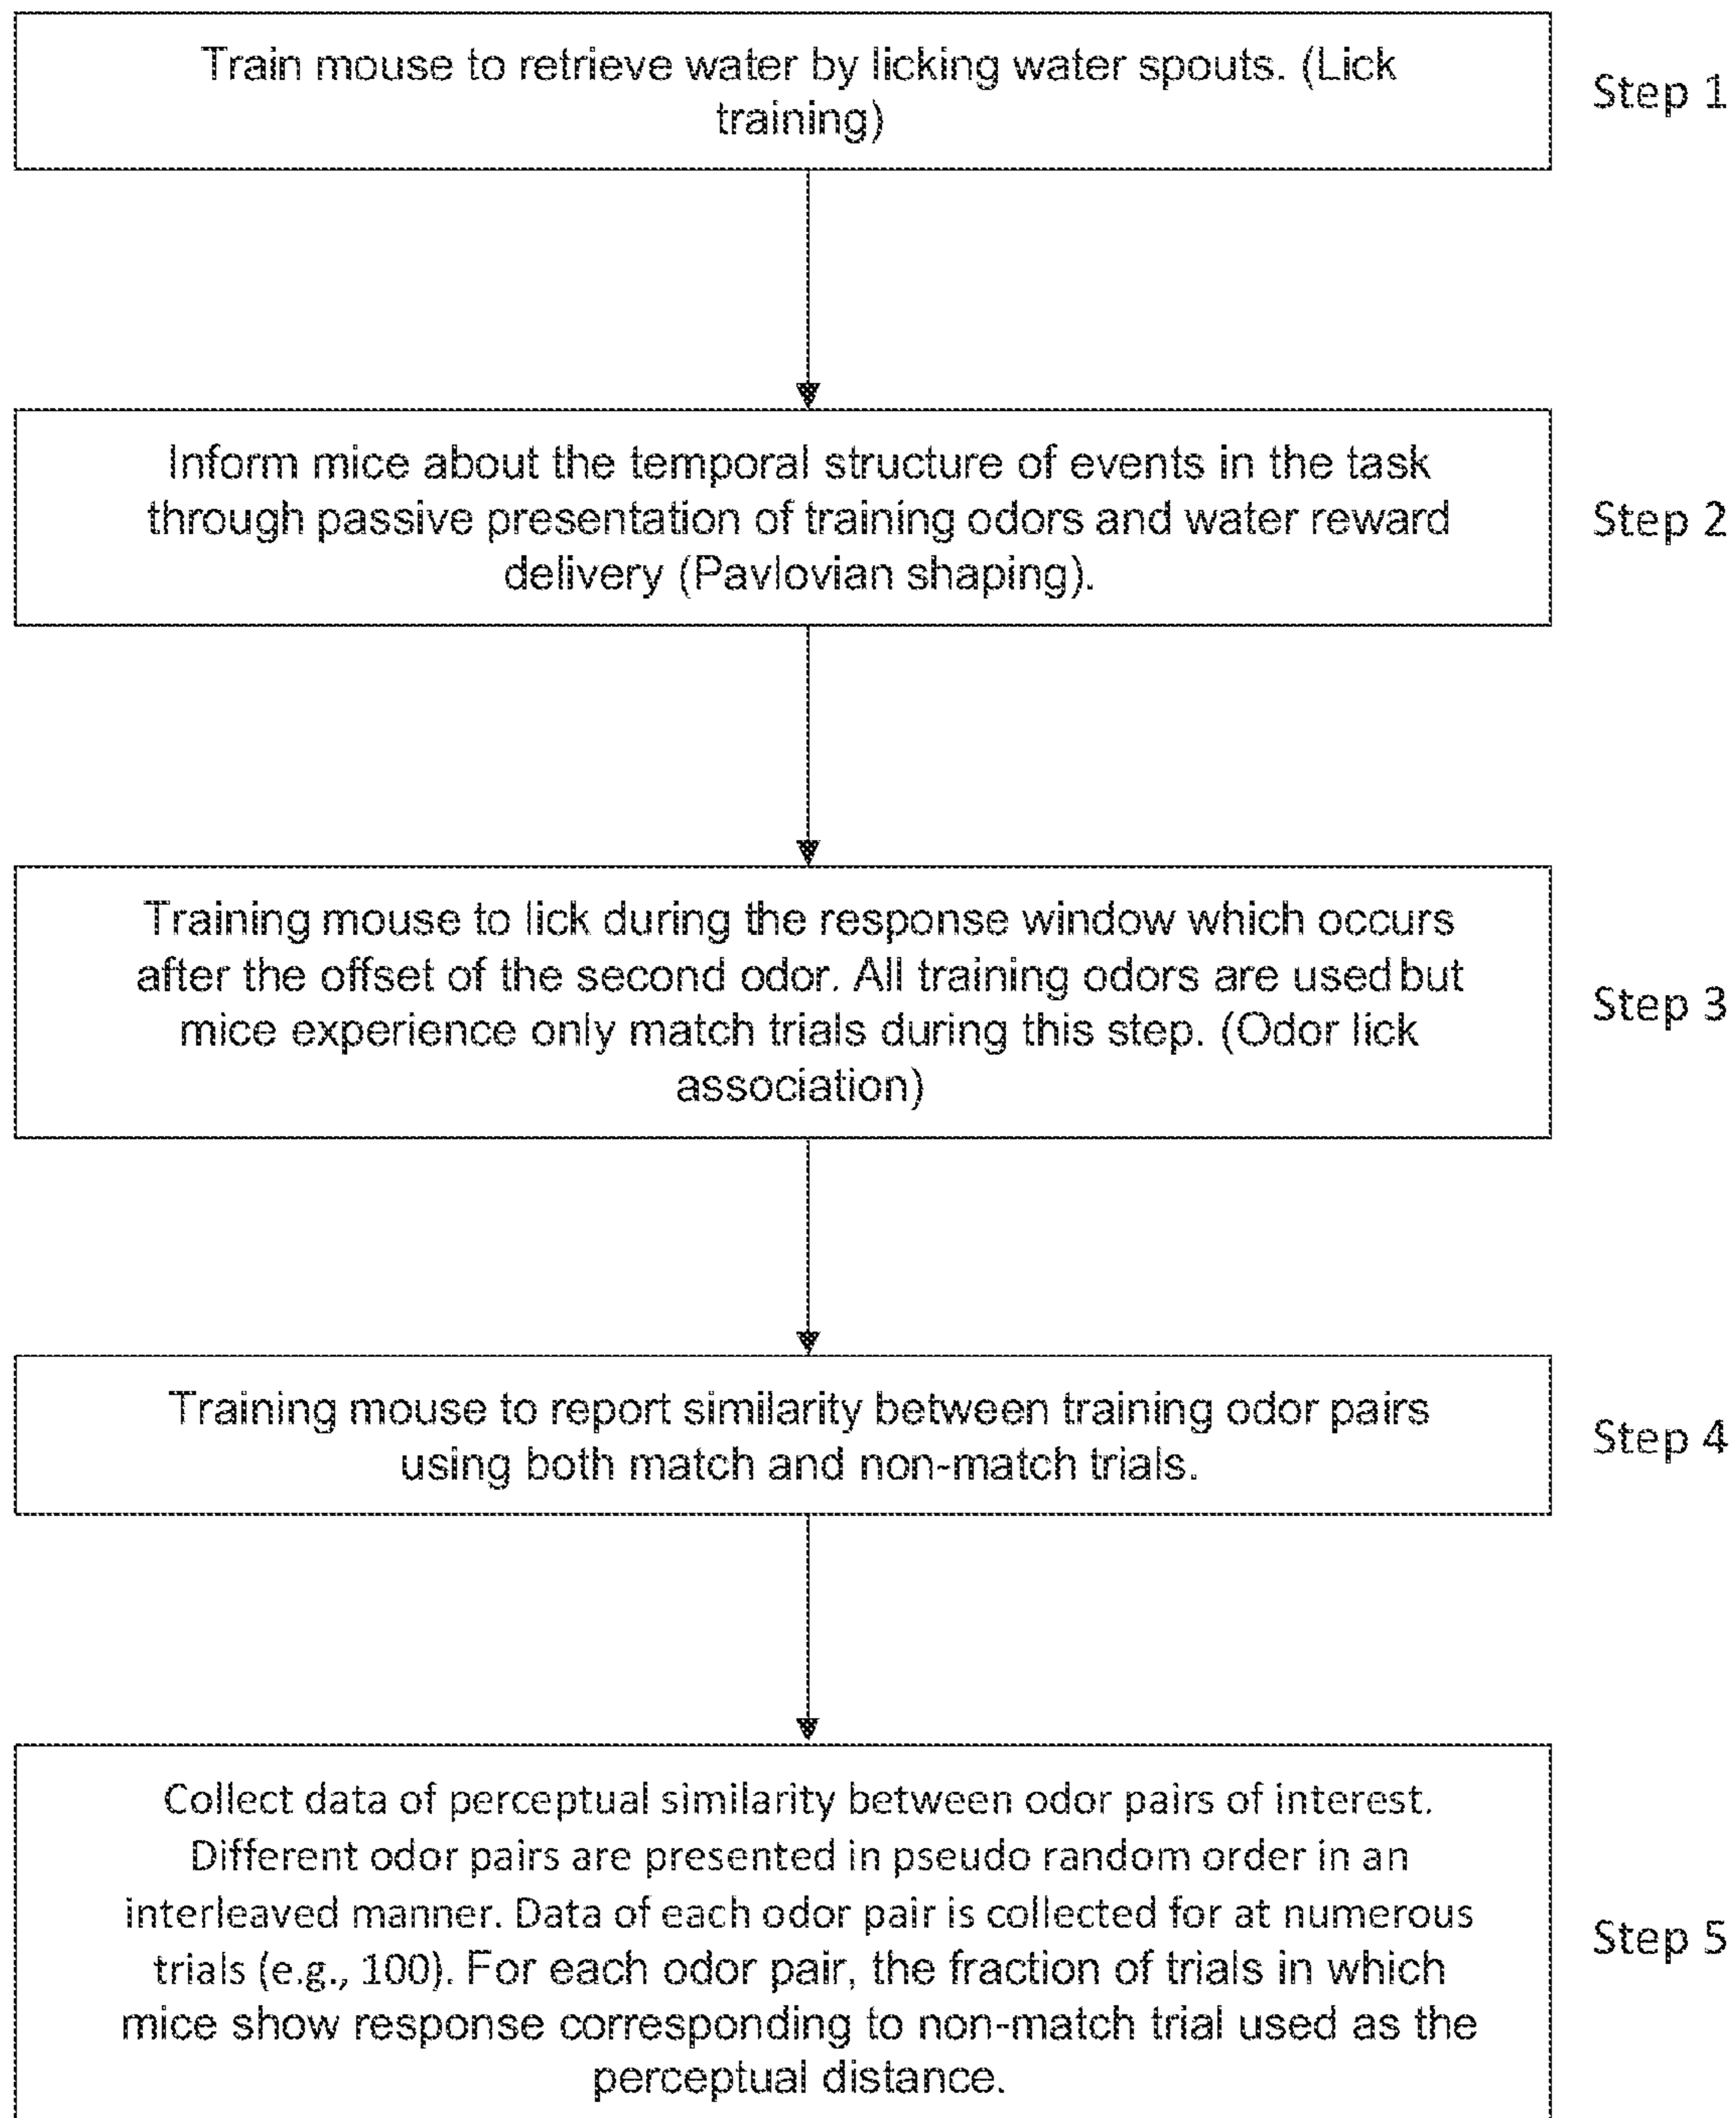 Train mouse to retrieve water by licking water spouts. (Lick
training)
Step 1
Inform mice about the temporal structure of events in the task
through passive presentation of training odors and water reward
delivery (Pavlovian shaping).
Step 2
Training mouse to lick during the response window which occurs
after the offset of the second odor. All training odors are used but
mice experience only match trials during this step. (Odor lick
association)
Step 3
Training mouse to report similarity between training odor pairs
using both match and non-match trials.
Step 4
Collect data of perceptual similarity between odor pairs of interest.
Different odor pairs are presented in pseudo random order in an
interleaved manner. Data of each odor pair is collected for at numerous
trials (e.g., 100). For each odor pair, the fraction of trials in which
mice show response corresponding to non-match trial used as the
perceptual distance.
Step 5